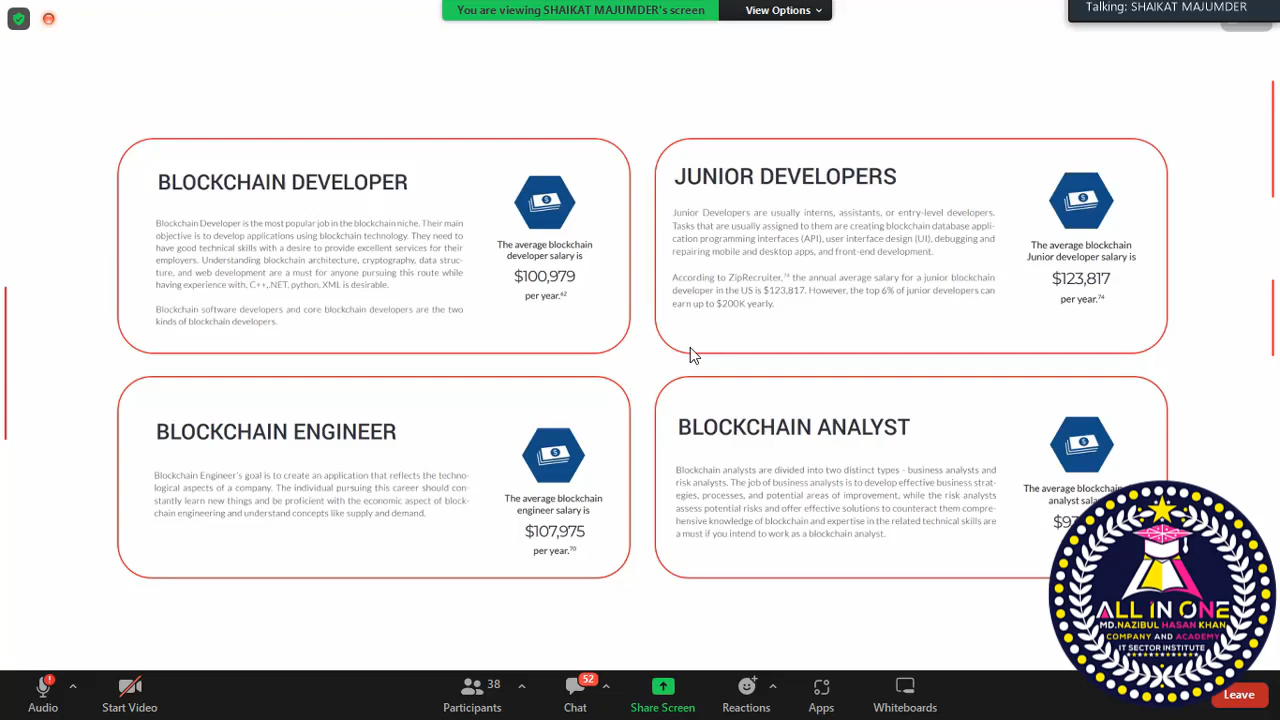 You are viewing SHAIKAT MAJUMDER's screen
View Options
Talking: SHAIKAT MAJUMDER
BLOCKCHAIN DEVELOPER
Blockchain Developer is the most popular job in the blockchain niche. Their main
objective is to develop applications using blockchain technology. They need to
have good technical skills with a desire to provide excellent services for their
employers. Understanding blockchain architecture, cryptography, data struc-
ture, and web development are a must for anyone pursuing this route while
having experience with, C++,.NET, python, XML is desirable.
Blockchain software developers and core blockchain developers are the two
kinds of blockchain developers.
The average blockchain
developer salary is
$100,979
per year.62
JUNIOR DEVELOPERS
Junior Developers are usually interns, assistants, or entry-level developers.
Tasks that are usually assigned to them are creating blockchain database appli-
cation programming interfaces (API), user interface design (UI), debugging and
repairing mobile and desktop apps, and front-end development.
According to ZipRecruiter,74 the annual average salary for a junior blockchain
developer in the US is $123,817. However, the top 6% of junior developers can
earn up to $200K yearly.
The average blockchain
Junior developer salary is
$123,817
per year.74
BLOCKCHAIN ENGINEER
Blockchain Engineer's goal is to create an application that reflects the techno-
logical aspects of a company. The individual pursuing this career should con-
stantly learn new things and be proficient with the economic aspect of block-
chain engineering and understand concepts like supply and demand.
The average blockchain
engineer salary is
$107,975
per year.70
BLOCKCHAIN ANALYST
Blockchain analysts are divided into two distinct types - business analysts and
risk analysts. The job of business analysts is to develop effective business strat-
egies, processes, and potential areas of improvement, while the risk analysts
assess potential risks and offer effective solutions to counteract them compre-
hensive knowledge of blockchain and expertise in the related technical skills are
a must if you intend to work as a blockchain analyst.
The average blockchain
analyst
ALL IN ONE
MD.NAZIBUL HASAN KHAN
COMPANY AND ACADEMY
IT SECTOR INSTITUTE
Audio
Start Video
38
Participants
52
Chat
Share Screen
Reactions
Apps
Whiteboards
Leave